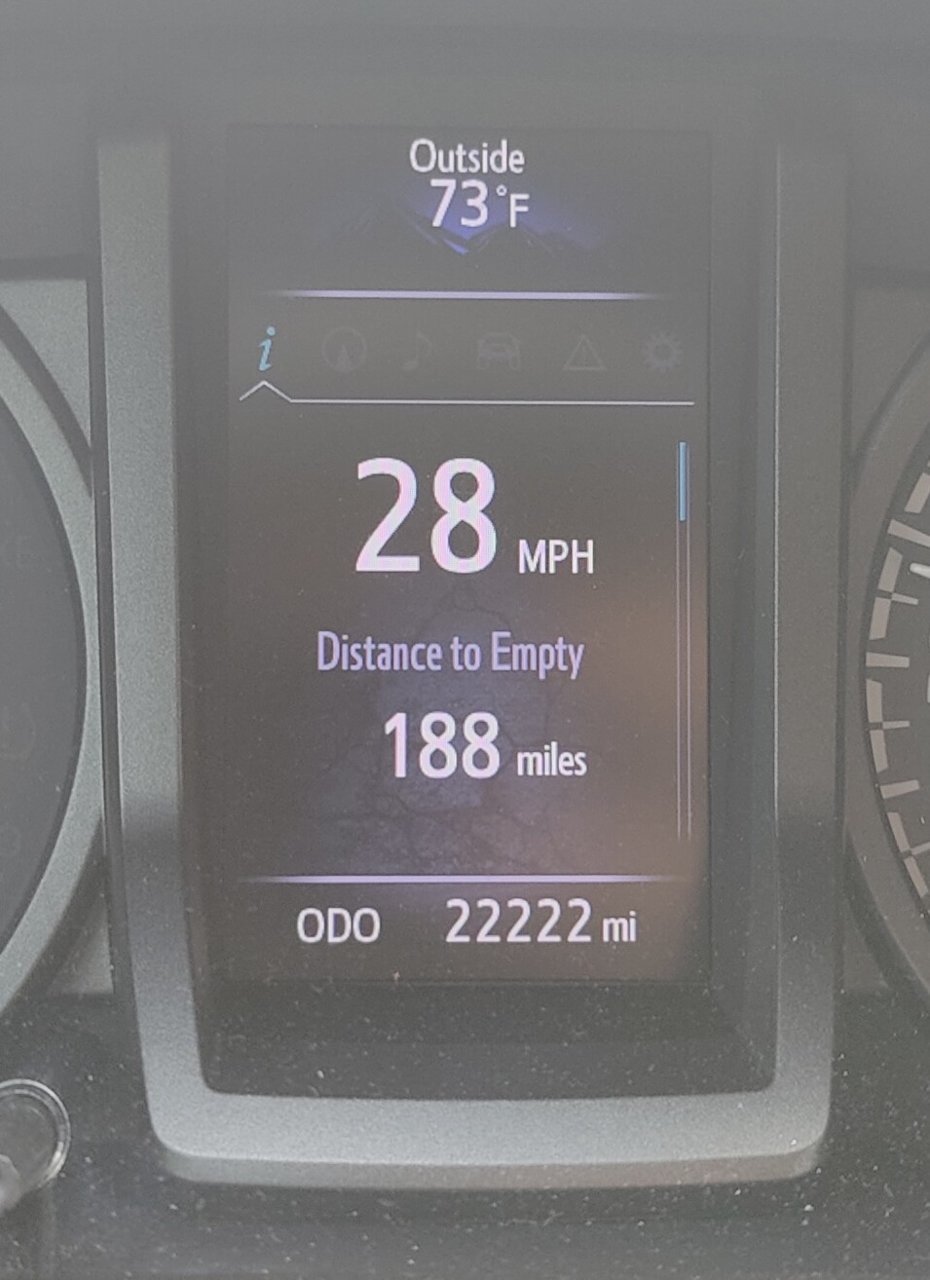 Outside
73°F
i
28 MPH
Distance to Empty
188 miles
ODO 22222 mi